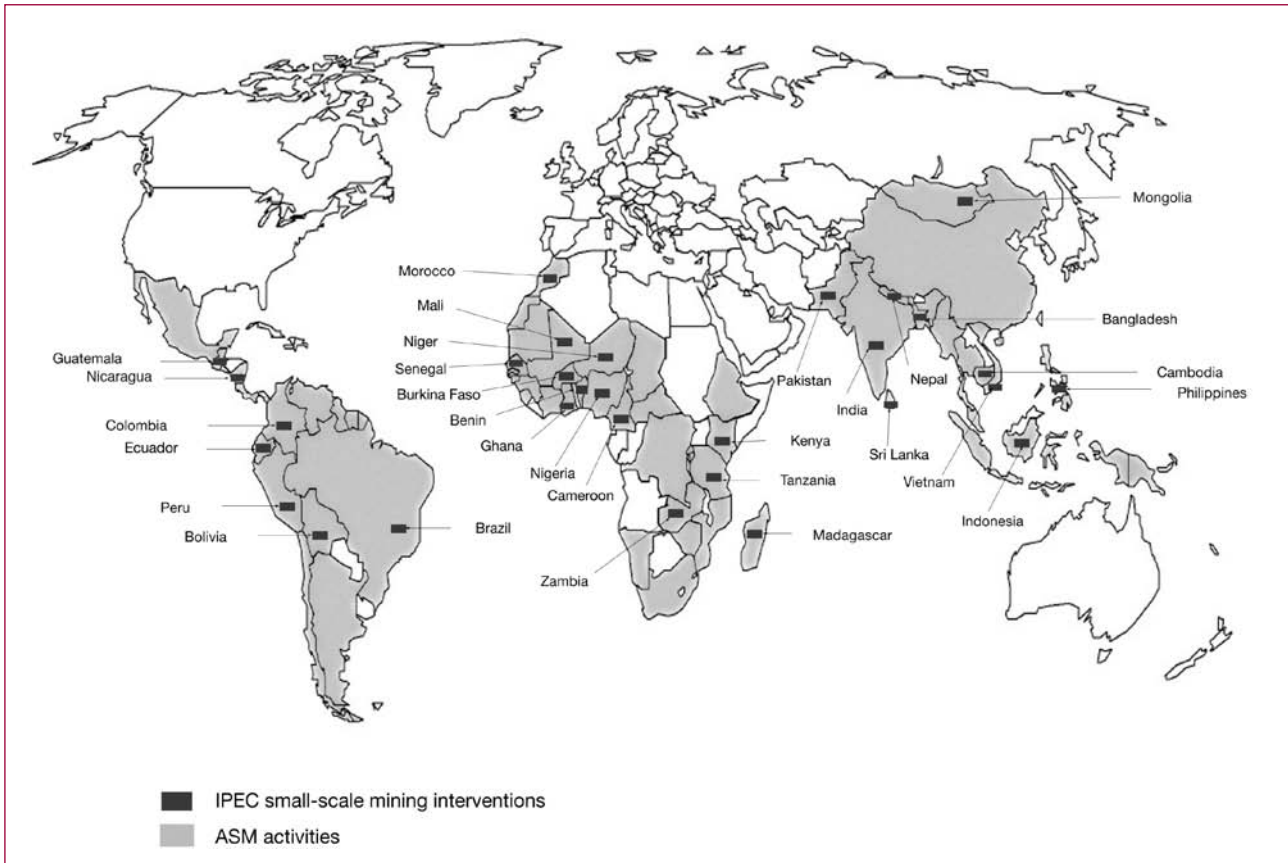 Mongolia
Morocco
Mali
Bangladesh
Niger
Guatemala
Senegal
Nicaragua
Burkina Faso
Pakistan
Nepal
Cambodia
Philippines
Benin
India
Colombia
Ghana
Kenya
Ecuador
Sri Lanka
Nigeria
Tanzania
Vietnam
Cameroon
Peru
Indonesia
Bolivia
Brazil
Madagascar
Zambia
IPEC small-scale mining interventions
ASM activities